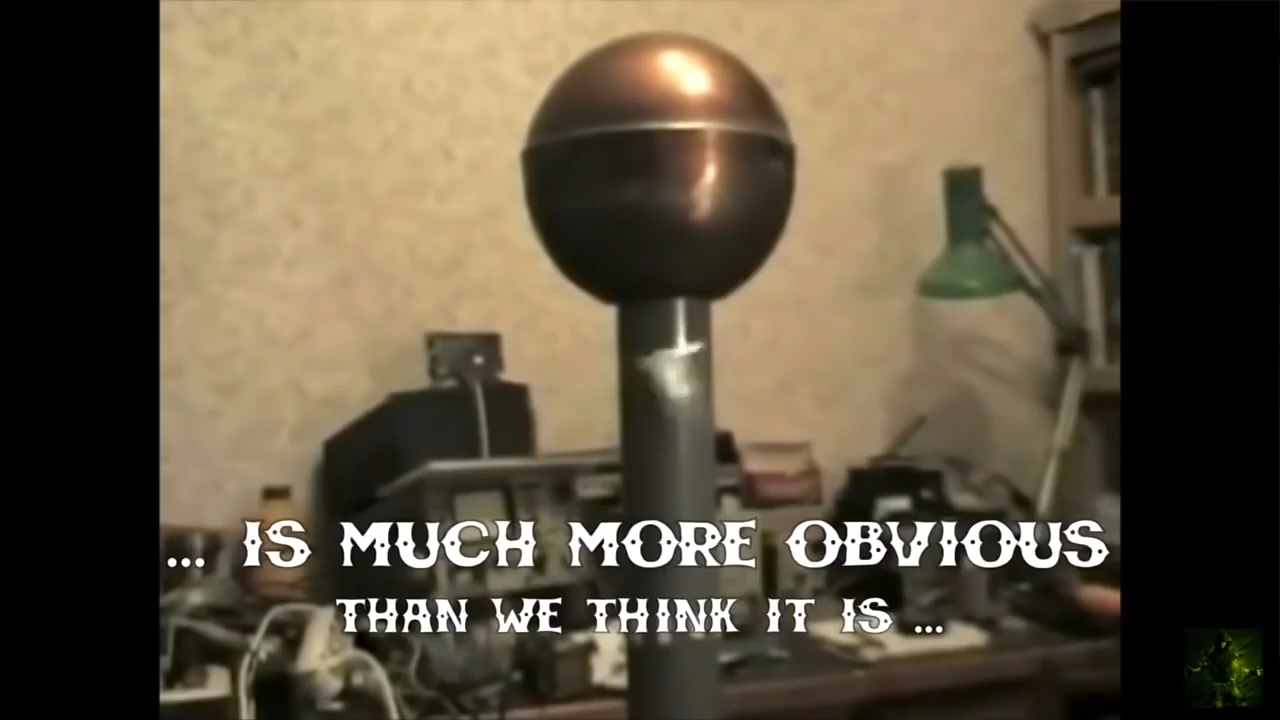 ... IS MUCH MORE OBVIOUS
THAN WE THINK IT IS ...